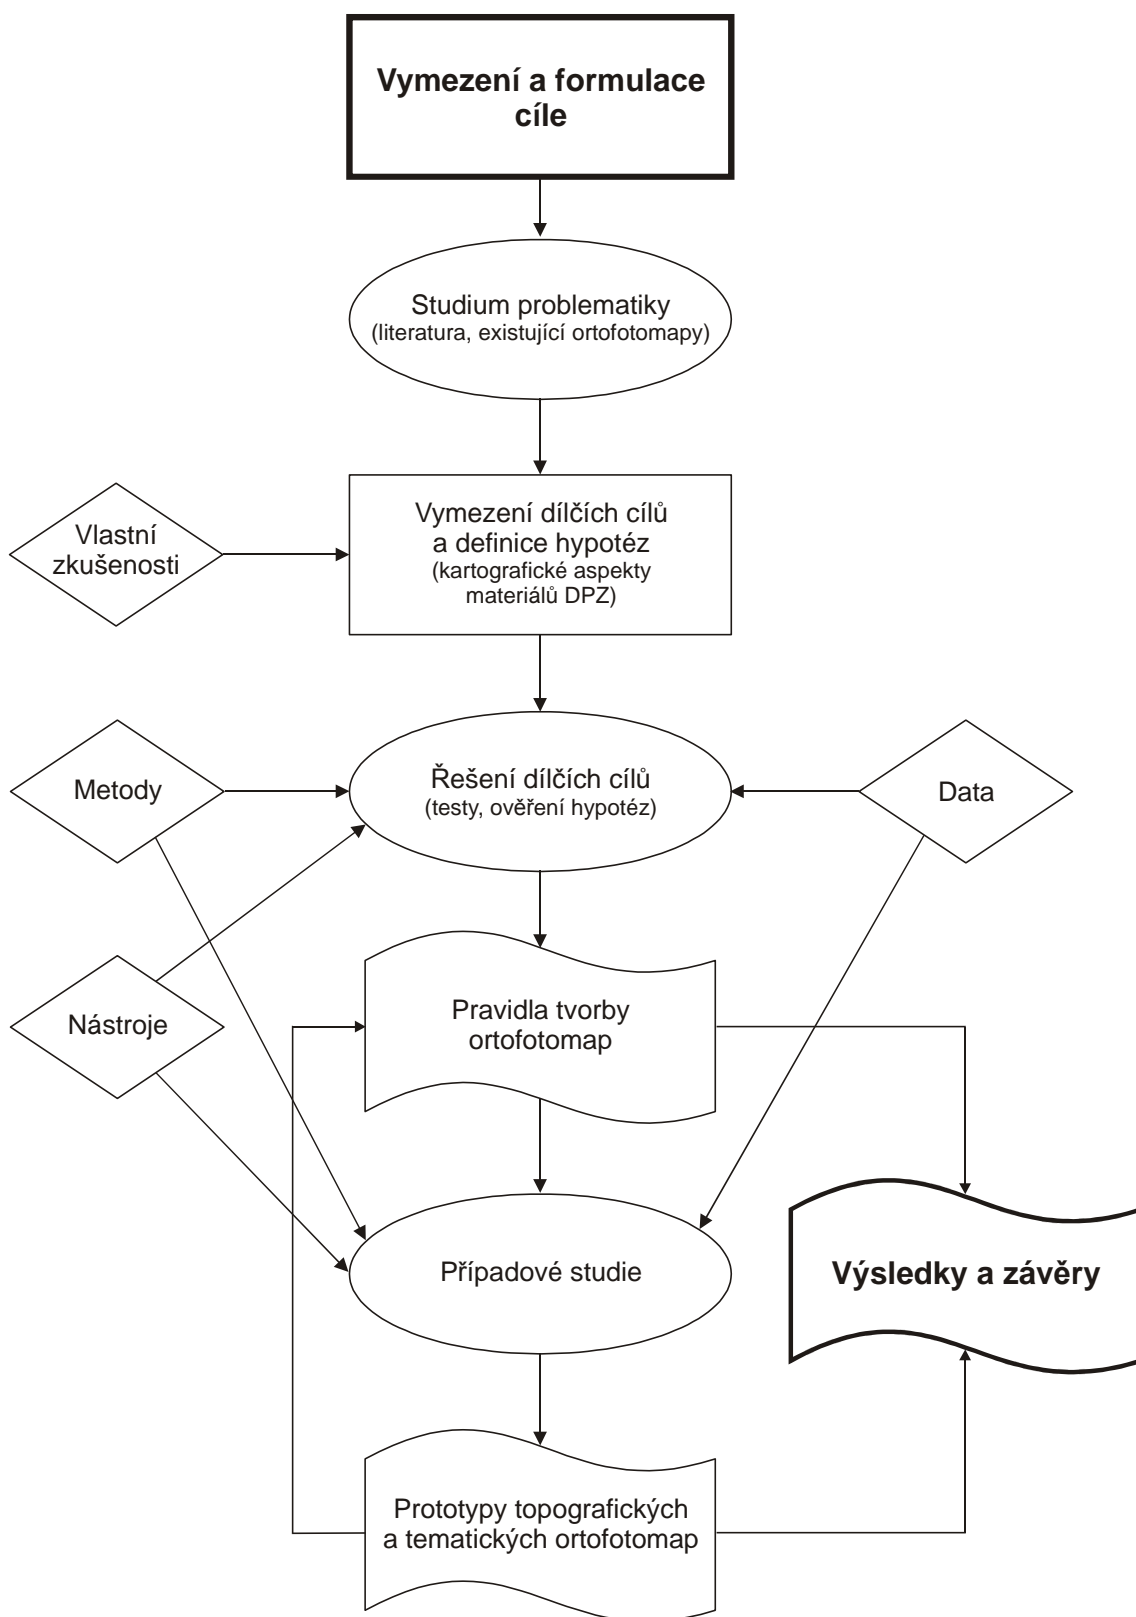 Vymezení a formulace
cíle
Studium problematiky
(literatura, existující ortofotomapy)
Vlastní
zkušenosti
Vymezení dílčích cílů
a definice hypotéz
(kartografické aspekty
materiálů DPZ)
Metody
Řešení dílčích cílů
(testy, ověření hypotéz)
Data
Nástroje
Pravidla tvorby
ortofotomap
Případové studie
Výsledky a závěry
Prototypy topografických
a tematických ortofotomap